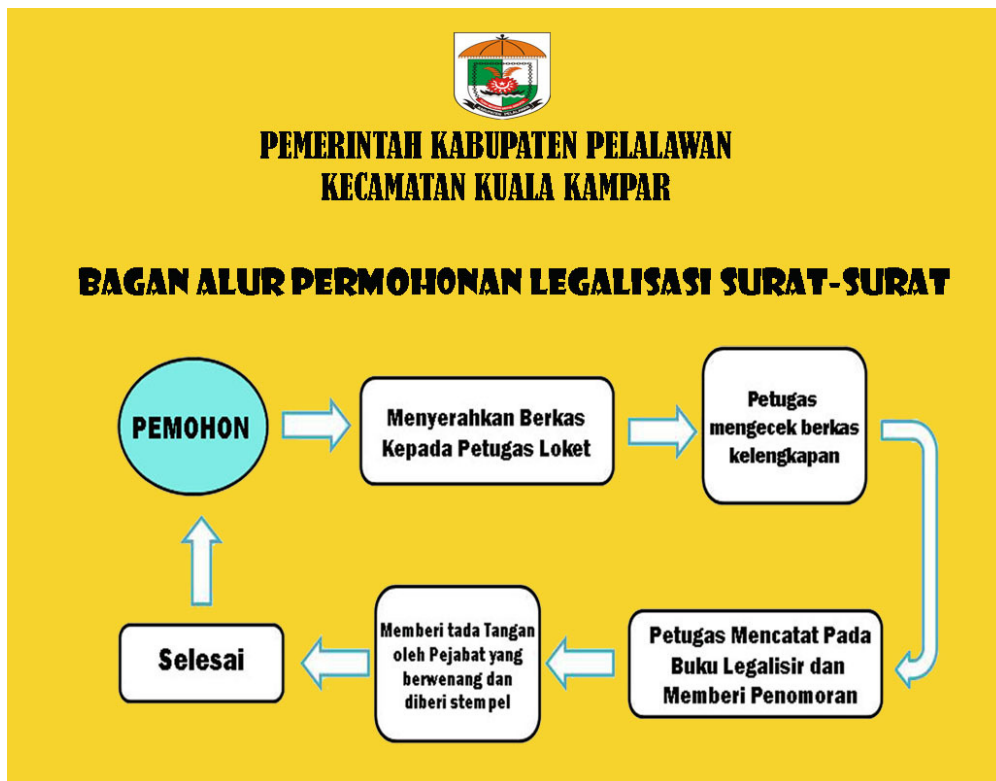 PEMERINTAH KABUPATEN PELALAWAN
KECAMATAN KUALA KAMPAR
BAGAN ALUR PERMOHONAN LEGALISASI SURAT-SURAT
PEMOHON
Menyerahkan Berkas
Kepada Petugas Loket
Petugas
mengecek berkas
kelengkapan
Petugas Mencatat Pada
Buku Legalisir dan
Memberi Penomoran
Memberi tada Tangan
oleh Pejabat yang
berwenang dan
diberi stempel
Selesai